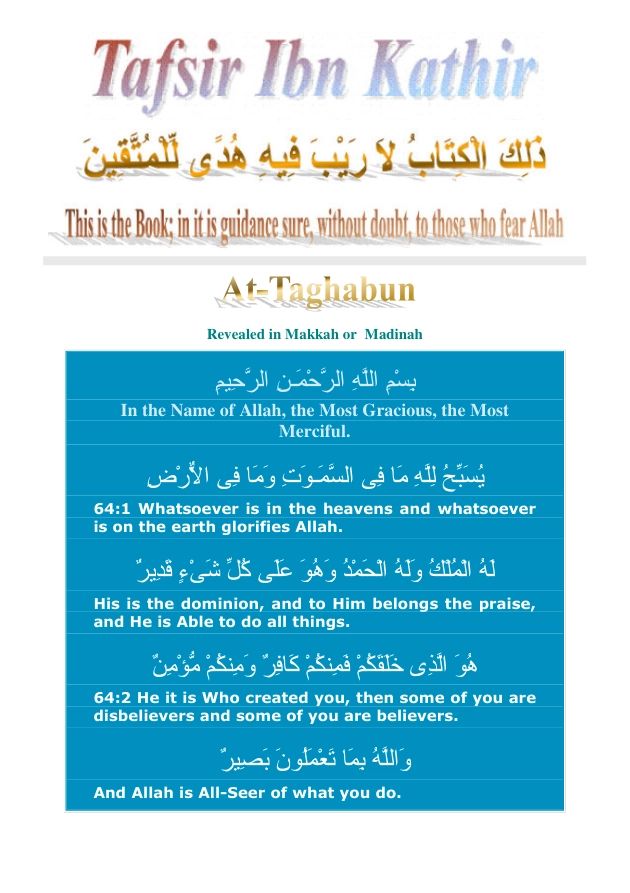 Tafsir Ibn Kathir
ذَلِكَ الْكِتَابُ لاَ رَيْبَ فِيهِ هُدًى لِّلْمُتَّقِينَ
This is the Book; in it is guidance sure, without doubt, to those who fear Allah
At-Taghabun
Revealed in Makkah or Madinah
بِسْمِ اللَّهِ الرَّحْمَـنِ الرَّحِيمِ
In the Name of Allah, the Most Gracious, the Most
Merciful.
يُسَبِّحُ لِلَّهِ مَا فِى السَّمَـوَتِ وَمَا فِى الاٌّرْضِ
64:1 Whatsoever is in the heavens and whatsoever
is on the earth glorifies Allah.
لَهُ الْمُلْكُ وَلَهُ الْحَمْدُ وَهُوَ عَلَى كُلِّ شَىْءٍ قَدِيرٌ
His is the dominion, and to Him belongs the praise,
and He is Able to do all things.
هُوَ الَّذِى خَلَقَكُمْ فَمِنكُمْ كَافِرٌ وَمِنكُمْ مُّؤْمِنٌ
64:2 He it is Who created you, then some of you are
disbelievers and some of you are believers.
وَاللَّهُ بِمَا تَعْمَلُونَ بَصِيرٌ
And Allah is All-Seer of what you do.